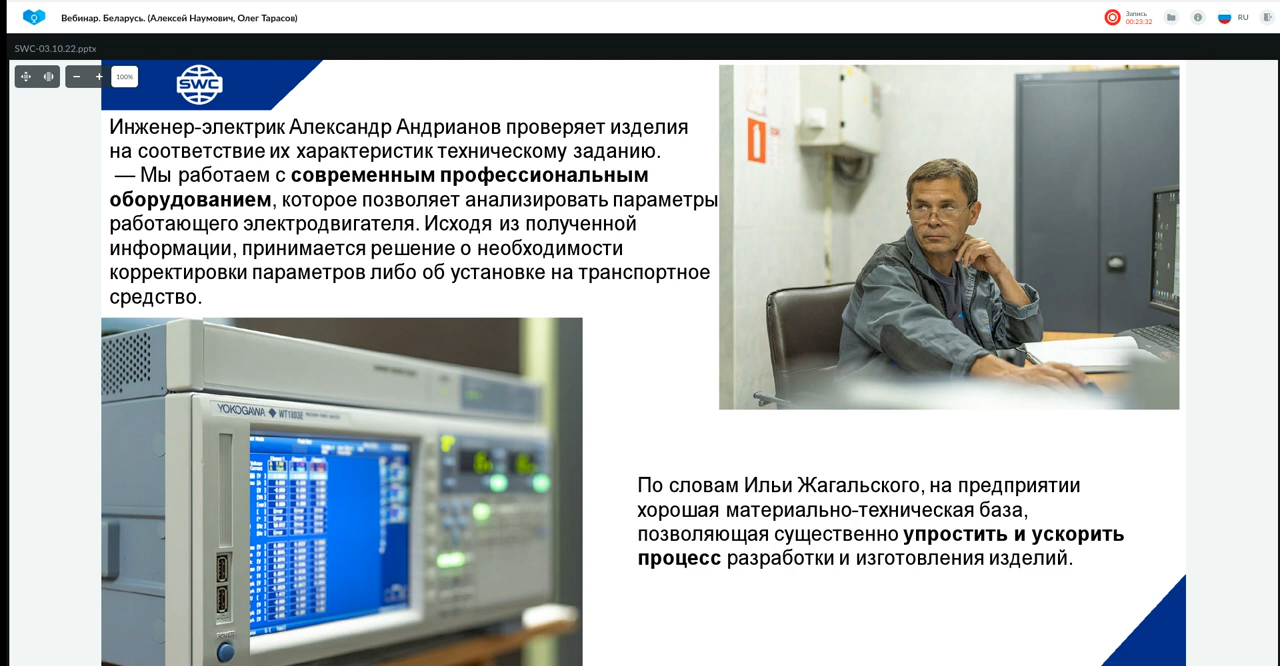 Вебинар. Беларусь. (Алексей Наумович, Олег Тарасов)
Запись
00:23:32
RU
SWC-03.10.22.pptx
100%
SWC
Инженер-электрик Александр Андрианов проверяет изделия
на соответствие их характеристик техническому заданию.
— Мы работаем с современным профессиональным
оборудованием, которое позволяет анализировать параметры
работающего электродвигателя. Исходя из полученной
информации, принимается решение о необходимости
корректировки параметров либо об установке на транспортное
средство.
YOKOGAWA WT1803E
POWER
По словам Ильи Жагальского, на предприятии
хорошая материально-техническая база,
позволяющая существенно упростить и ускорить
процесс разработки и изготовления изделий.